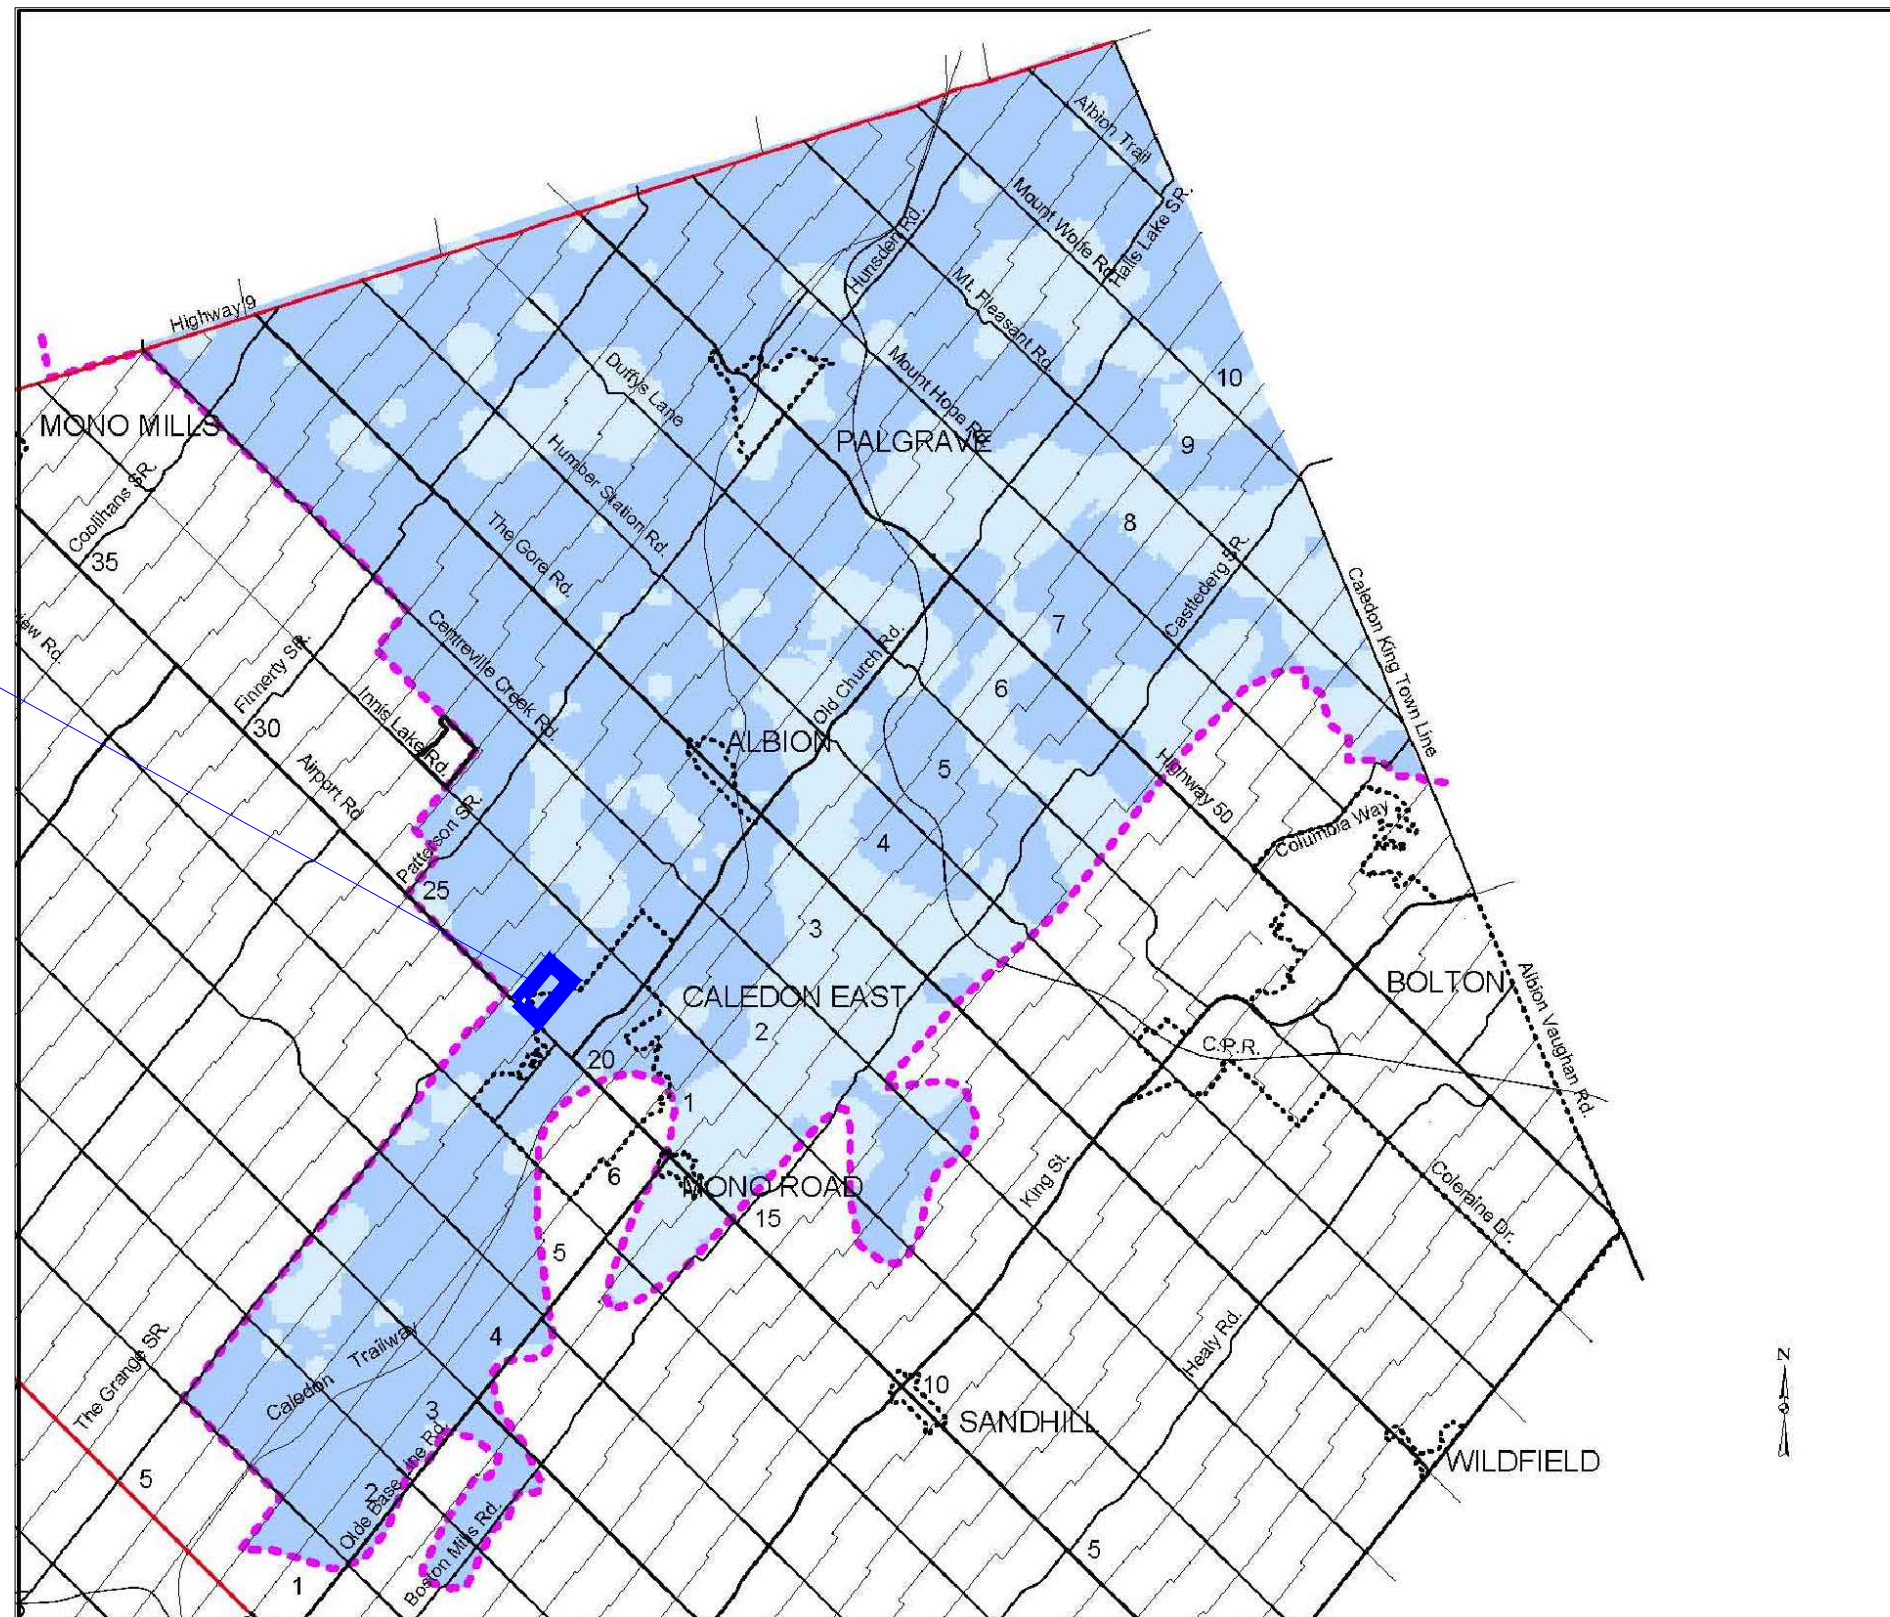 Albion Trail
Mount Wolfe Rd.
Halls Lake SR.
Hunsden Rd.
Mt. Pleasant Rd.
Highway 9
Duffys Lane
Mount Hope Rd.
10
MONO MILLS
PALGRAVE
9
Humber Station Rd.
Coolihans SR.
The Gore Rd.
8
35
Castlederg SR.
Caledon King Town Line
Centreville Creek Rd.
7
iew Rd.
Finnerty SR.
Old Church Rd.
6
Innis Lake Rd.
30
ALBION
5
Airport Rd
Highway 50
Patterson SR.
Columbia Way
4
25
3
CALEDON EAST
BOLTON
Albion Vaughan Rd.
2
20
C.P.R.
1
6
MONO ROAD
King St.
15
Coleraine Dr.
5
4
Healy Rd.
Caledon Trailway
The Grange SR.
N
10
3
SANDHILL
WILDFIELD
5
2
Olde Base Line Rd.
Boston Mills Rd.
5
1